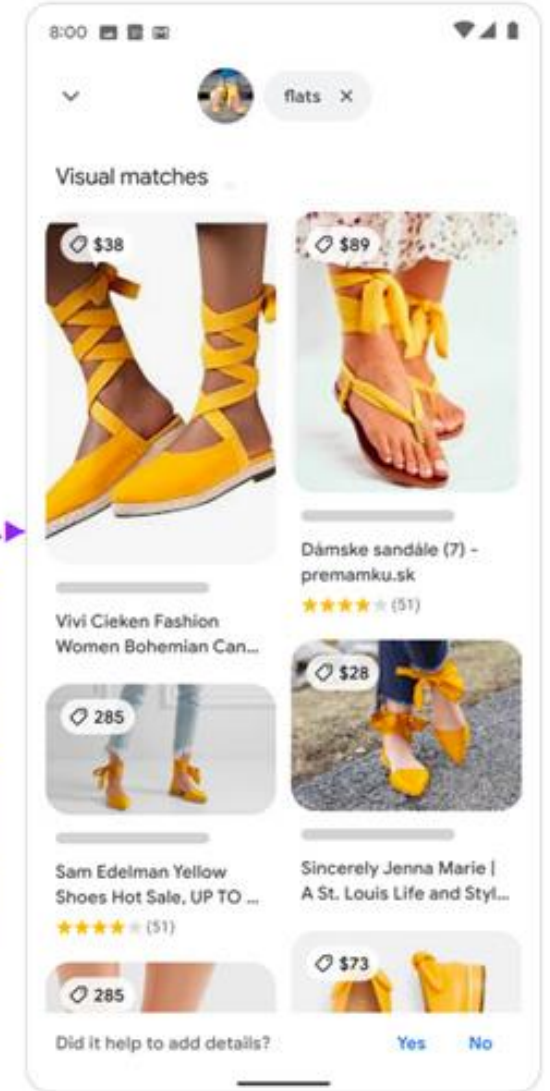 8:00
flats ×
Visual matches
$38
Vivi Cieken Fashion
Women Bohemian Can...
$89
Dámske sandále (7) -
premamku.sk
(51)
285
Sam Edelman Yellow
Shoes Hot Sale, UP TO ...
(51)
$28
Sincerely Jenna Marie |
A St. Louis Life and Styl...
285
$73
Did it help to add details?
Yes No